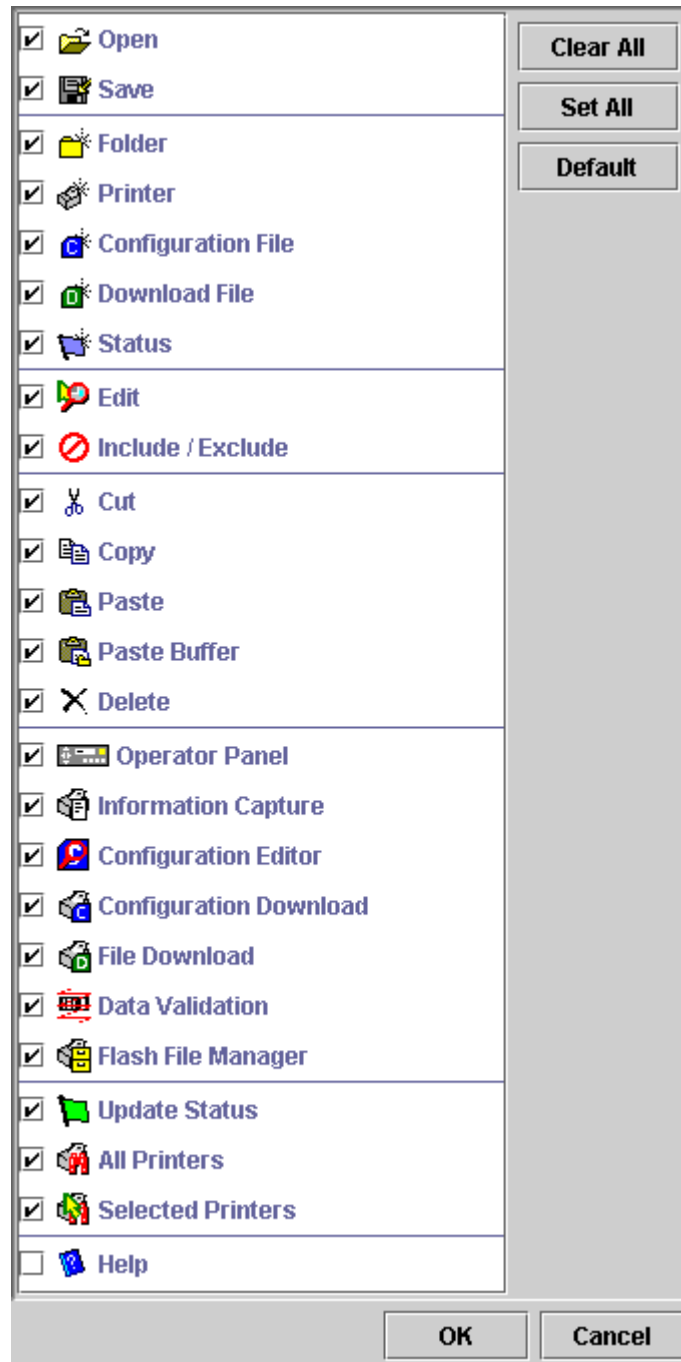 Open
Save
Folder
Printer
Configuration File
Download File
Status
Edit
Include / Exclude
Cut
Copy
Paste
Paste Buffer
Delete
Operator Panel
Information Capture
Configuration Editor
Configuration Download
File Download
Data Validation
Flash File Manager
Update Status
All Printers
Selected Printers
Help
Clear All
Set All
Default
OK
Cancel